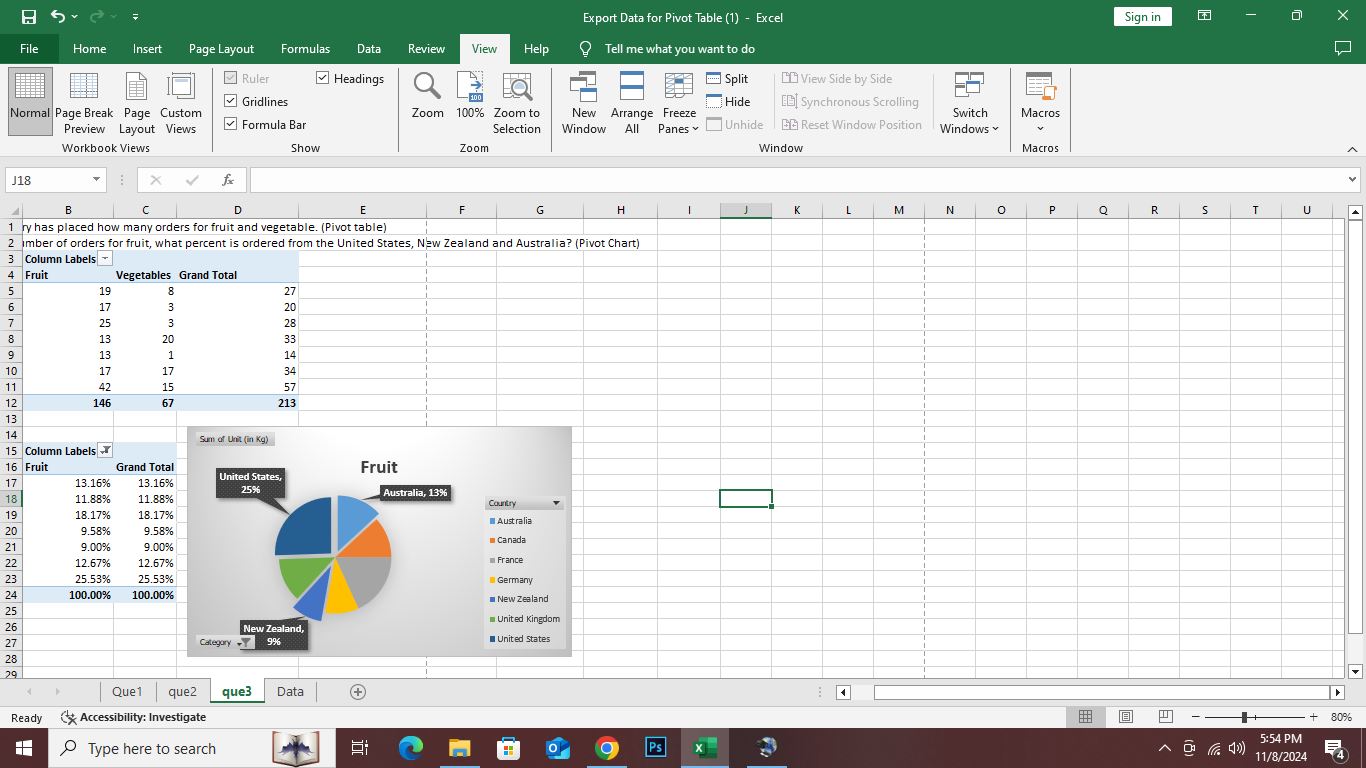 Export Data for Pivot Table (1) - Excel
Sign in
File Home Insert Page Layout Formulas Data Review View Help Tell me what you want to do
Normal
Page Break Preview
Page Layout
Custom Views
Workbook Views
Ruler
Headings
Gridlines
Formula Bar
Show
Zoom
100
100%
Zoom to Selection
Zoom
New Window
Arrange All
Freeze Panes
Split
Hide
Unhide
View Side by Side
Synchronous Scrolling
Reset Window Position
Window
Switch Windows
Macros
Macros
J18
fx
B C D E F G H I J K L M N O P Q R S T U
1 ry has placed how many orders for fruit and vegetable. (Pivot table)
2 umber of orders for fruit, what percent is ordered from the United States, New Zealand and Australia? (Pivot Chart)
3 Column Labels
4 Fruit Vegetables Grand Total
5 19 8 27
6 17 3 20
7 25 3 28
8 13 20 33
9 13 1 14
10 17 17 34
11 42 15 57
12 146 67 213
13
14
15 Column Labels
16 Fruit Grand Total
17 13.16% 13.16%
18 11.88% 11.88%
19 18.17% 18.17%
20 9.58% 9.58%
21 9.00% 9.00%
22 12.67% 12.67%
23 25.53% 25.53%
24 100.00% 100.00%
25
26
27
28
29
Sum of Unit (in Kg)
Fruit
United States,
25%
Australia, 13%
New Zealand,
9%
Category
Country
Australia
Canada
France
Germany
New Zealand
United Kingdom
United States
Que1 que2 que3 Data
Ready Accessibility: Investigate
80%
Type here to search
Ps
5:54 PM
11/8/2024
4